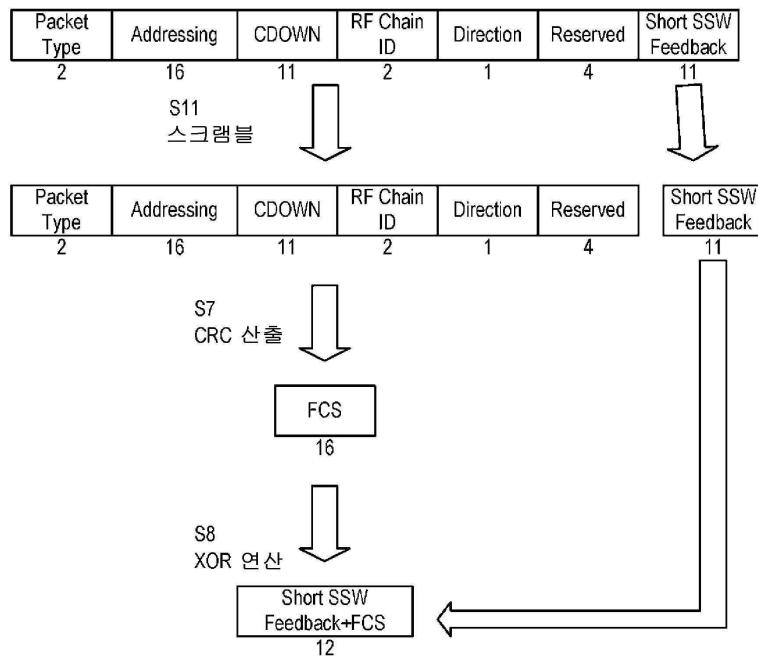 Packet Type Addressing CDOWN RF Chain ID Direction Reserved Short SSW Feedback
2 16 11 2 1 4 11
S11
스크램블
Packet Type Addressing CDOWN RF Chain ID Direction Reserved Short SSW Feedback
2 16 11 2 1 4 11
S7
CRC 산출
FCS
16
S8
XOR 연산
Short SSW
Feedback+FCS
12